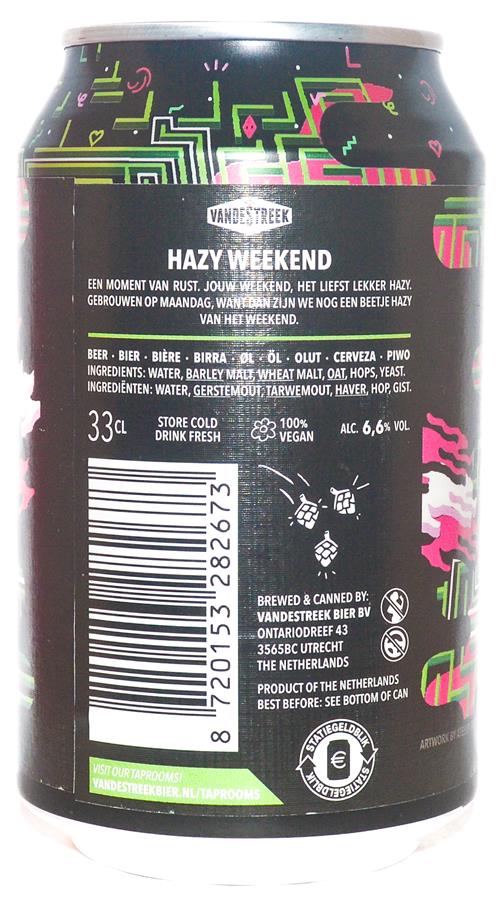 VANDESTREEK
HAZY WEEKEND
EEN MOMENT VAN RUST. JOUW WEEKEND, HET LIEFST LEKKER HAZY.
GEBROUWEN OP MAANDAG, WANT DAN ZIJN WE NOG EEN BEETJE HAZY
VAN HET WEEKEND.
BEER · BIER · BIÈRE · BIRRA · ØL · ÖL · OLUT · CERVEZA · PIWO
INGREDIENTS: WATER, BARLEY MALT, WHEAT MALT, OAT, HOPS, YEAST.
INGREDIËNTEN: WATER, GERSTEMOUT, TARWEMOUT, HAVER, HOP, GIST.
33CL
STORE COLD
DRINK FRESH
100%
VEGAN
ALC. 6,6% VOL.
8 720153 282673
BREWED & CANNED BY:
VANDESTREEK BIER BV
ONTARIODREEF 43
3565BC UTRECHT
THE NETHERLANDS
PRODUCT OF THE NETHERLANDS
BEST BEFORE: SEE BOTTOM OF CAN
VISIT OUR TAPROOMS!
VANDESTREEKBIER.NL/TAPROOMS
STATIEGELDBLIK
€
STATIEGELDBLIK
ARTWORK BY